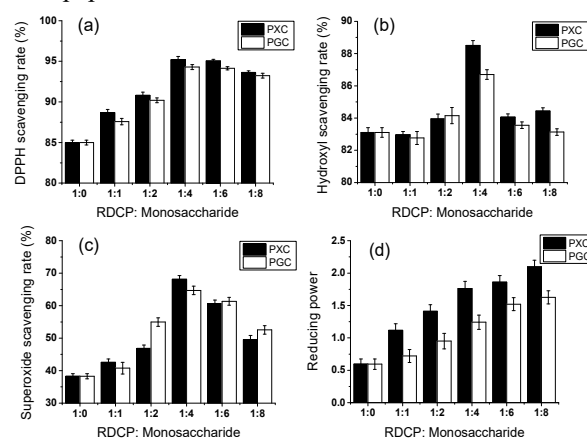 (a)
PXC
PGC
DPPH scavenging rate (%)
100
95
90
85
80
1:0 1:1 1:2 1:4 1:6 1:8
RDCP: Monosaccharide
(b)
PXC
PGC
Hydroxyl scavenging rate (%)
90
88
86
84
82
80
1:0 1:1 1:2 1:4 1:6 1:8
RDCP: Monosaccharide
(c)
PXC
PGC
Superoxide scavenging rate (%)
80
70
60
50
40
30
1:0 1:1 1:2 1:4 1:6 1:8
RDCP: Monosaccharide
(d)
PXC
PGC
Reducing power
2.5
2.0
1.5
1.0
0.5
0.0
1:0 1:1 1:2 1:4 1:6 1:8
RDCP: Monosaccharide